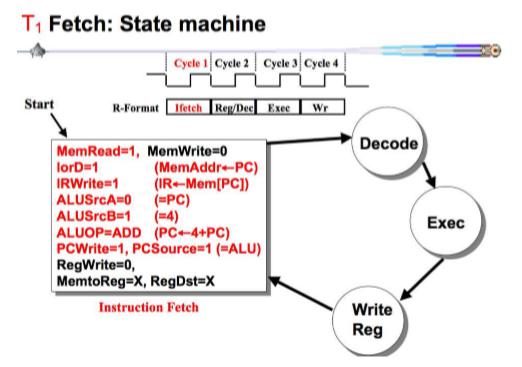 T1 Fetch: State machine
Cycle 1 Cycle 2 Cycle 3 Cycle 4
Start
R-Format Ifetch Reg/Dec Exec Wr
MemRead=1, MemWrite=0
IorD=1 (MemAddr←PC)
IRWrite=1 (IR←Mem[PC])
ALUSrcA=0 (=PC)
ALUSrcB=1 (=4)
ALUOP=ADD (PC←4+PC)
PCWrite=1, PCSource=1 (=ALU)
RegWrite=0,
MemtoReg=X, RegDst=X
Instruction Fetch
Decode
Exec
Write
Reg